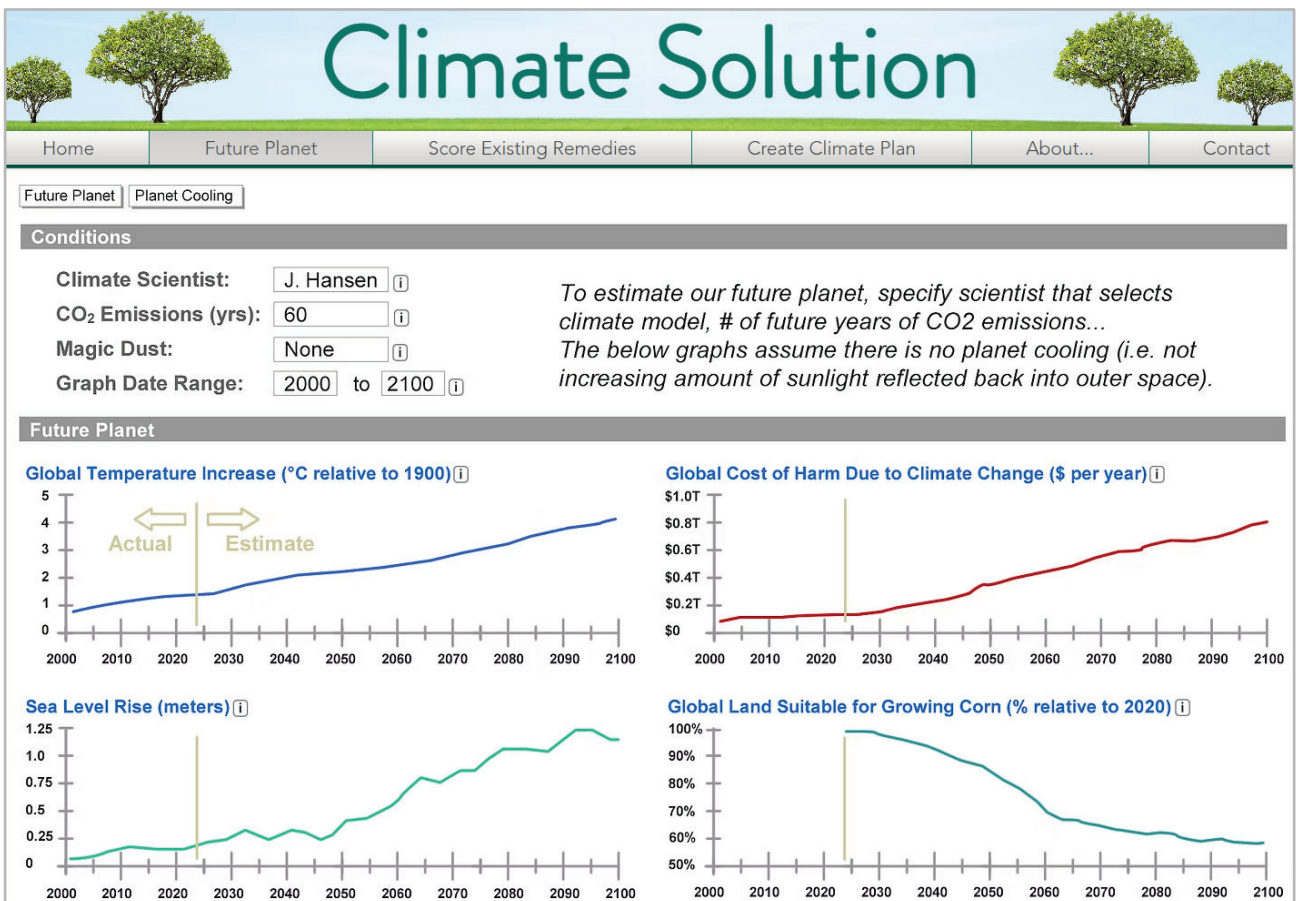 Climate Solution
Home Future Planet Score Existing Remedies Create Climate Plan About... Contact
Future Planet Planet Cooling
Conditions
Climate Scientist: J. Hansen i
CO₂ Emissions (yrs): 60 i
Magic Dust: None i
Graph Date Range: 2000 to 2100 i
To estimate our future planet, specify scientist that selects
climate model, # of future years of CO2 emissions...
The below graphs assume there is no planet cooling (i.e. not
increasing amount of sunlight reflected back into outer space).
Future Planet
Global Temperature Increase (°C relative to 1900) i
5
4
3
2
1
0
Actual Estimate
2000 2010 2020 2030 2040 2050 2060 2070 2080 2090 2100
Global Cost of Harm Due to Climate Change ($ per year) i
$1.0T
$0.8T
$0.6T
$0.4T
$0.2T
$0
2000 2010 2020 2030 2040 2050 2060 2070 2080 2090 2100
Sea Level Rise (meters) i
1.25
1.0
0.75
0.5
0.25
0
2000 2010 2020 2030 2040 2050 2060 2070 2080 2090 2100
Global Land Suitable for Growing Corn (% relative to 2020) i
100%
90%
80%
70%
60%
50%
2000 2010 2020 2030 2040 2050 2060 2070 2080 2090 2100